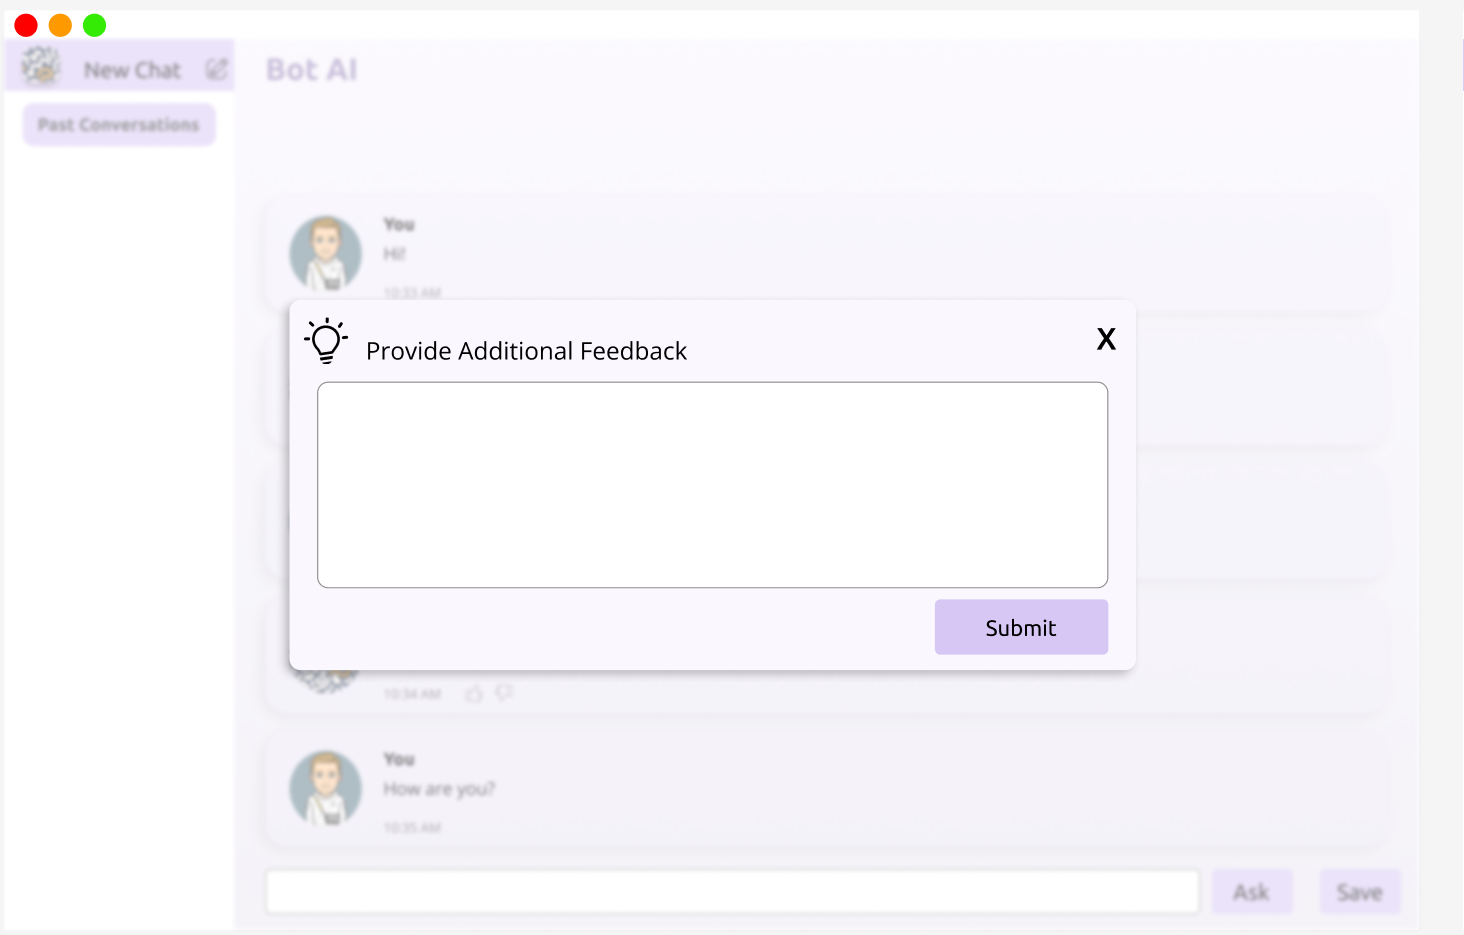 New Chat
Bot AI
Past Conversations
You
Hi!
10:33 AM
Provide Additional Feedback
X
Submit
10:34 AM
You
How are you?
10:35 AM
Ask
Save